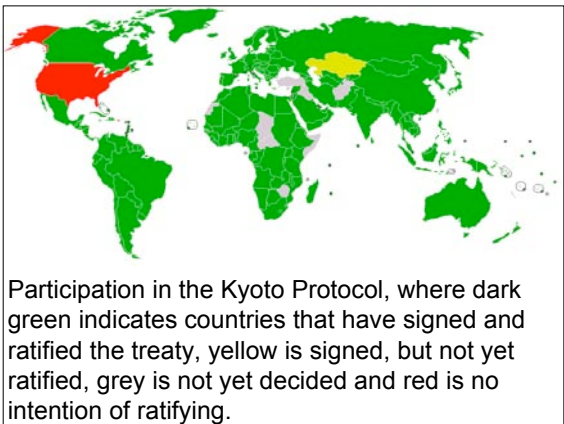 Participation in the Kyoto Protocol, where dark
green indicates countries that have signed and
ratified the treaty, yellow is signed, but not yet
ratified, grey is not yet decided and red is no
intention of ratifying.